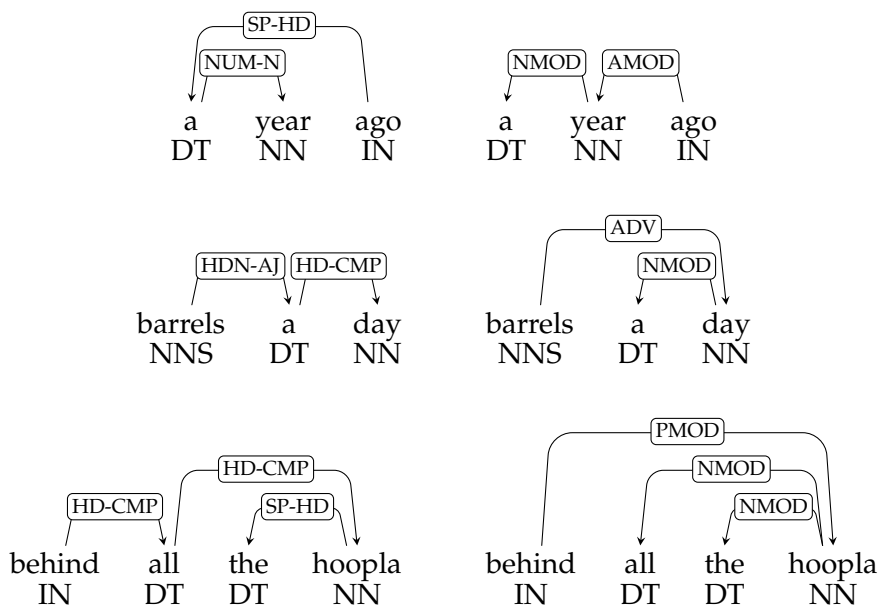 SP-HD
NUM-N NMOD AMOD
a year ago a year ago
DT NN IN DT NN IN
ADV
HDN-AJ HD-CMP NMOD
barrels a day barrels a day
NNS DT NN NNS DT NN
PMOD
HD-CMP NMOD
HD-CMP SP-HD NMOD
behind all the hoopla behind all the hoopla
IN DT DT NN IN DT DT NN